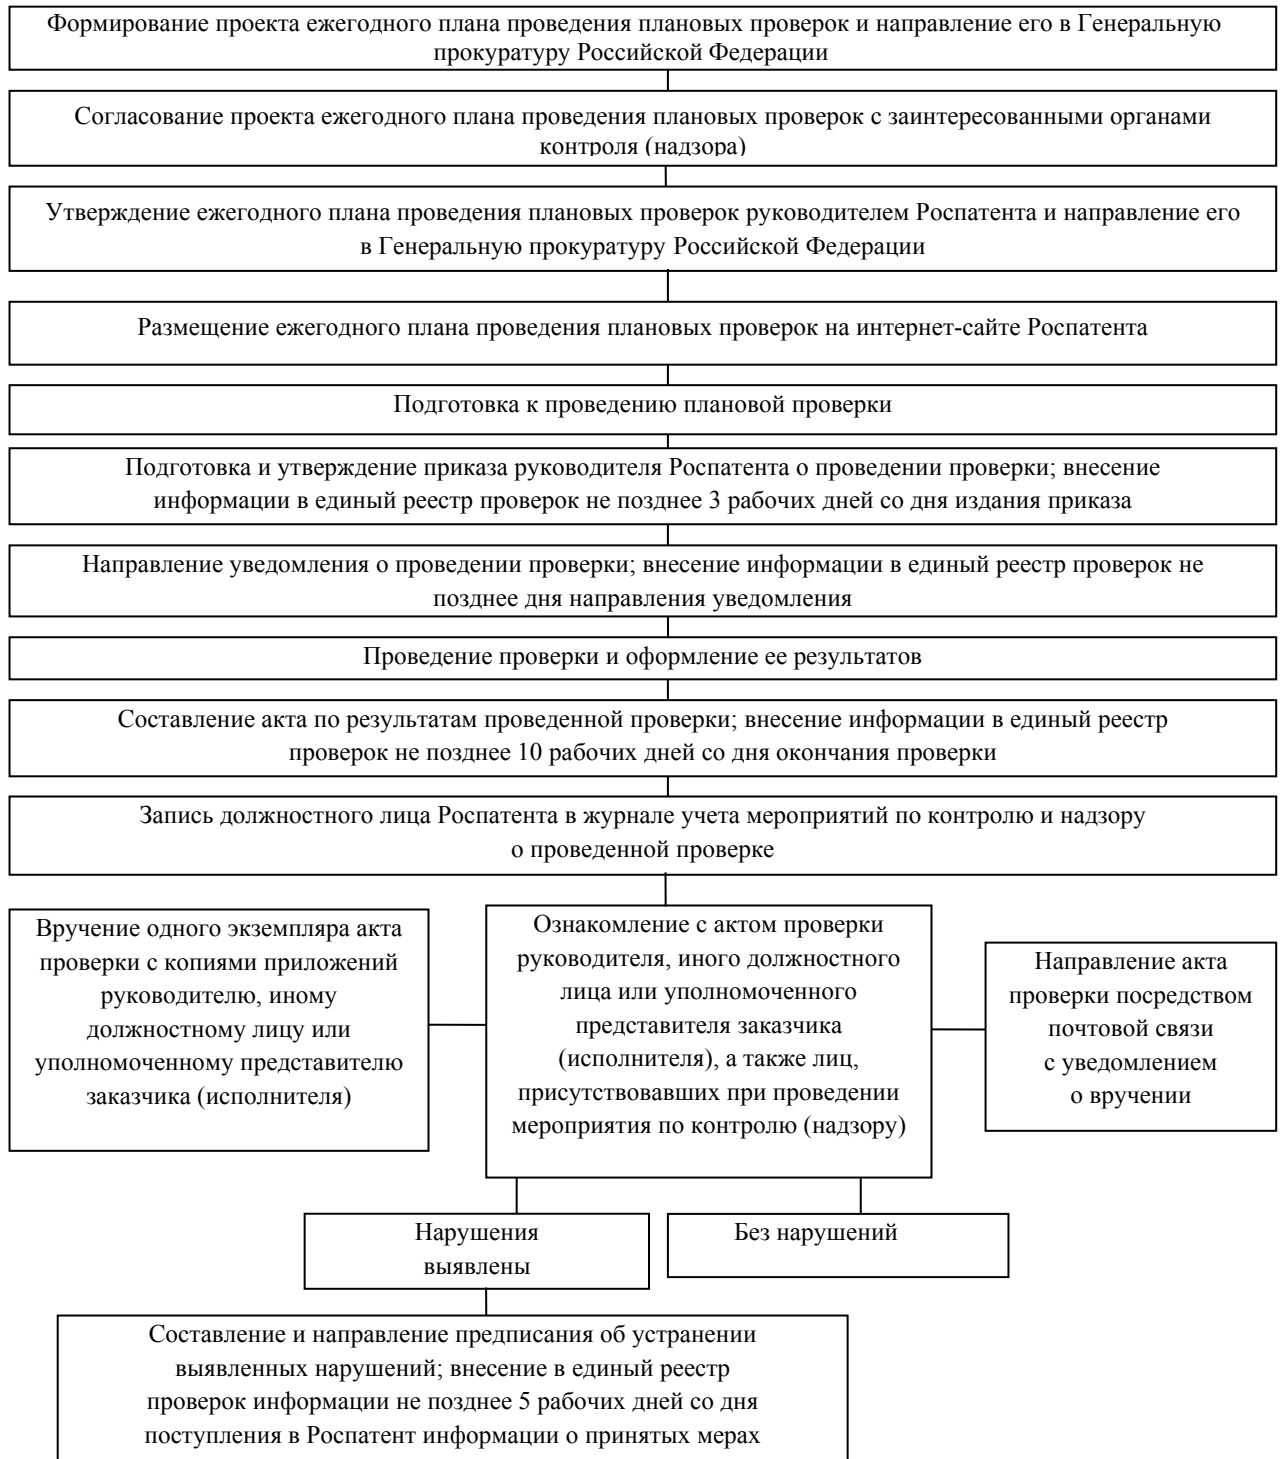 Формирование проекта ежегодного плана проведения плановых проверок и направление его в Генеральную
прокуратуру Российской Федерации
Согласование проекта ежегодного плана проведения плановых проверок с заинтересованными органами
контроля (надзора)
Утверждение ежегодного плана проведения плановых проверок руководителем Роспатента и направление его
в Генеральную прокуратуру Российской Федерации
Размещение ежегодного плана проведения плановых проверок на интернет-сайте Роспатента
Подготовка к проведению плановой проверки
Подготовка и утверждение приказа руководителя Роспатента о проведении проверки; внесение
информации в единый реестр проверок не позднее 3 рабочих дней со дня издания приказа
Направление уведомления о проведении проверки; внесение информации в единый реестр проверок не
позднее дня направления уведомления
Проведение проверки и оформление ее результатов
Составление акта по результатам проведенной проверки; внесение информации в единый реестр
проверок не позднее 10 рабочих дней со дня окончания проверки
Запись должностного лица Роспатента в журнале учета мероприятий по контролю и надзору
о проведенной проверке
Вручение одного экземпляра акта
проверки с копиями приложений
руководителю, иному
должностному лицу или
уполномоченному представителю
заказчика (исполнителя)
Ознакомление с актом проверки
руководителя, иного должностного
лица или уполномоченного
представителя заказчика
(исполнителя), а также лиц,
присутствовавших при проведении
мероприятия по контролю (надзору)
Направление акта
проверки посредством
почтовой связи
с уведомлением
о вручении
Нарушения
выявлены
Без нарушений
Составление и направление предписания об устранении
выявленных нарушений; внесение в единый реестр
проверок информации не позднее 5 рабочих дней со дня
поступления в Роспатент информации о принятых мерах